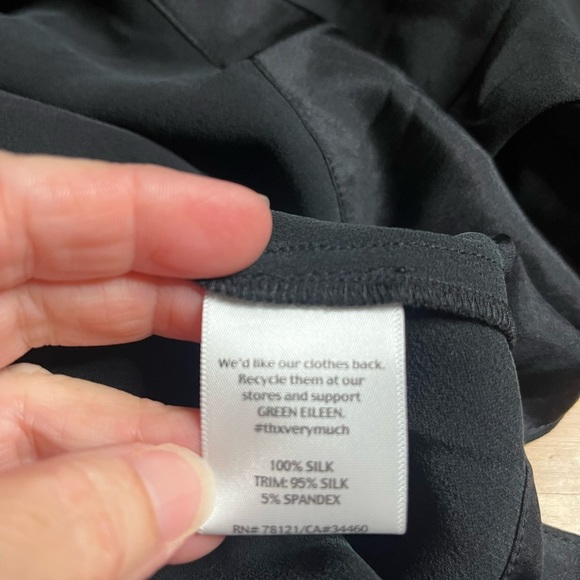 We'd like our clothes back.
Recycle them at our
stores and support
GREEN EILEEN.
#thxverymuch
100% SILK
TRIM: 95% SILK
5% SPANDEX
RN# 78121/CA#34460